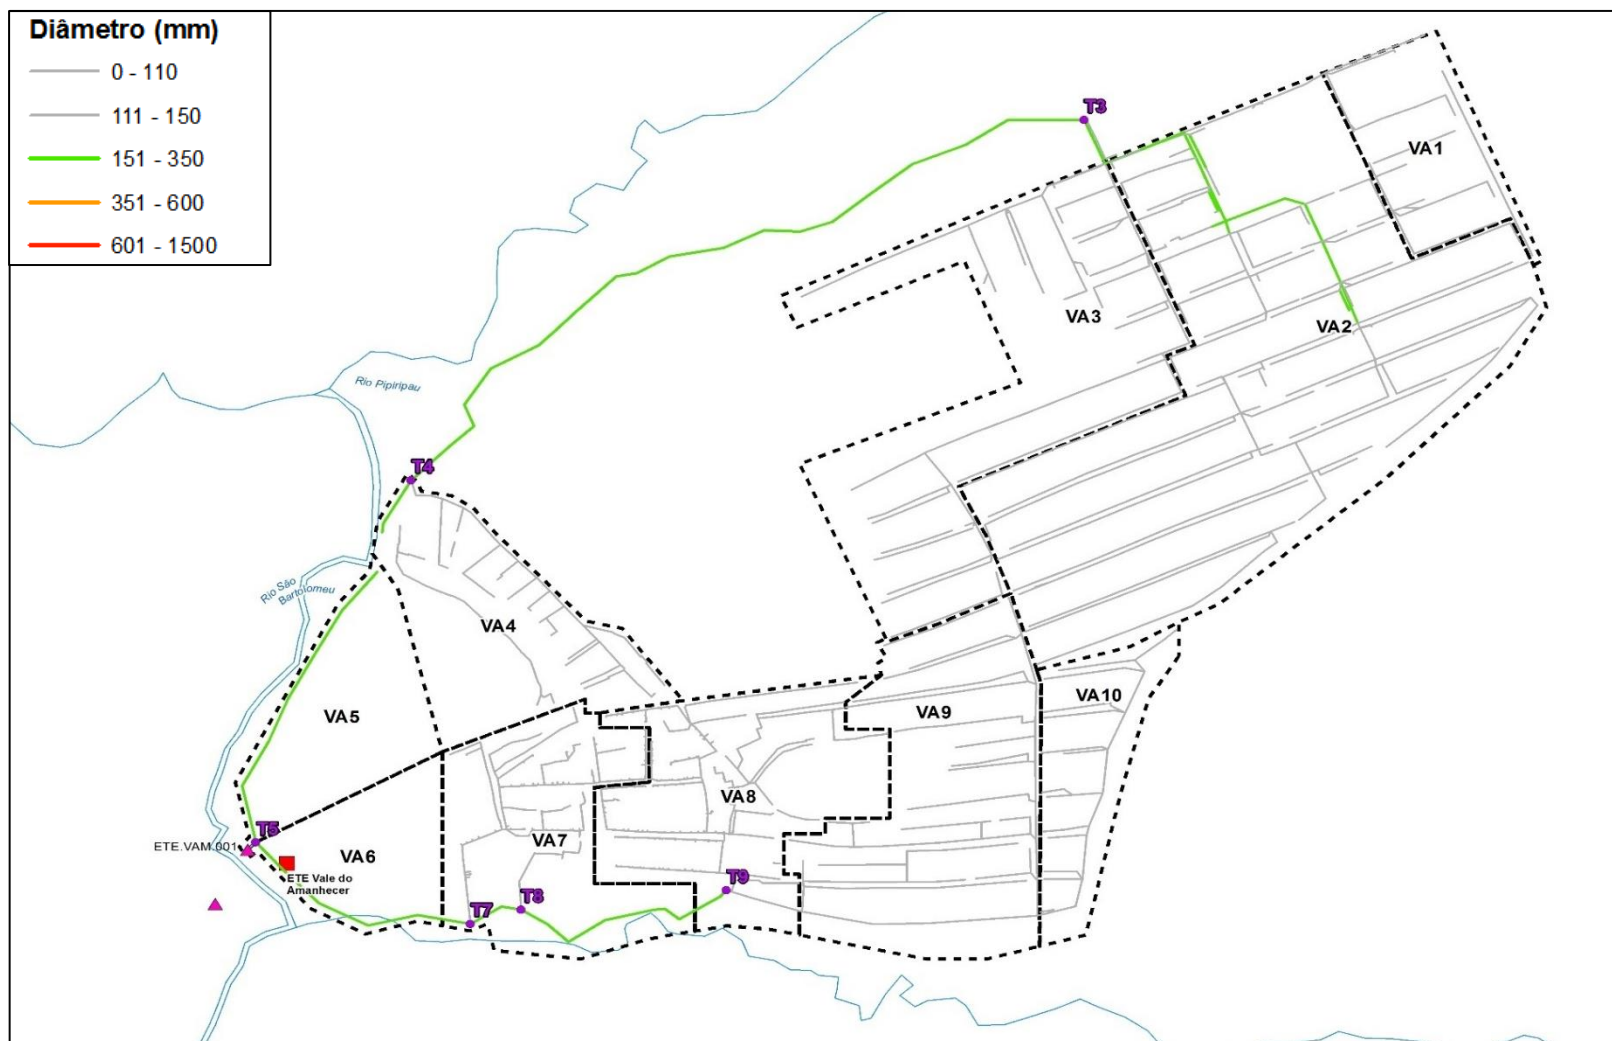 Diâmetro (mm)
0 - 110
111 - 150
151 - 350
351 - 600
601 - 1500
T3
VA1
VA3
VA2
Rio Pipiripau
T4
Rio São
Bartolomeu
VA4
VA5
VA10
VA9
VA8
T5
ETE.VAM.001
VA7
VA6
ETE Vale do
Amanhecer
T9
T8
T7